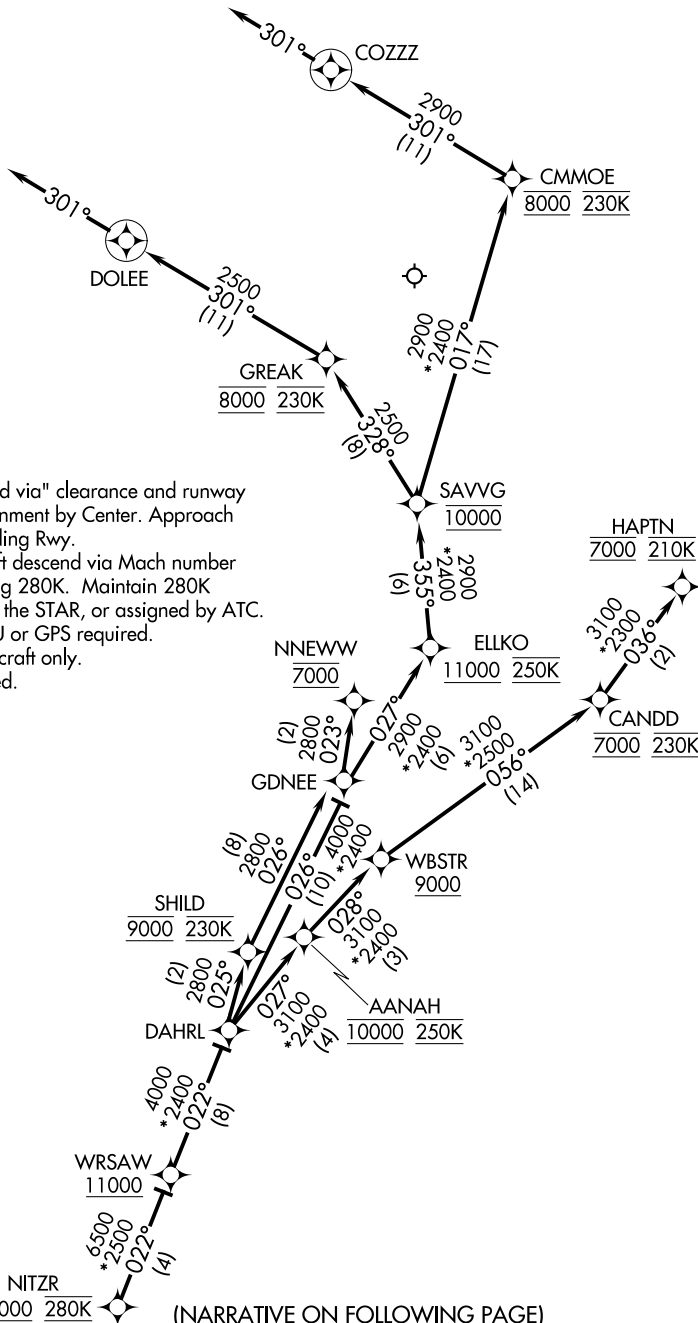 301°
COZZZ
2900
301°
(11)
CMMOE
8000 230K
301°
DOLEE
2500
301°
(11)
2900
*2400
017°
(17)
GREAK
8000 230K
2500
328°
(8)
SAVVG
10000
d via" clearance and runway
nment by Center. Approach
ing Rwy.
ft descend via Mach number
g 280K. Maintain 280K
the STAR, or assigned by ATC.
U or GPS required.
craft only.
ed.
HAPTN
7000 210K
2900
*2400
355°
(6)
NNEWW
7000
ELLKO
11000 250K
3100
*2300
036°
(2)
(2)
2800
023°
027°
2900
*2400
(6)
CANDD
7000 230K
3100
*2500
056°
(14)
GDNEE
(8)
2800
026°
4000
*2400
026°
(10)
WBSTR
9000
SHILD
9000 230K
028°
3100
*2400
(3)
(2)
2800
025°
AANAH
10000 250K
027°
3100
*2400
(4)
DAHRL
4000
*2400
022°
(8)
WRSAW
11000
6500
*2500
022°
(4)
NITZR
000 280K
(NARRATIVE ON FOLLOWING PAGE)